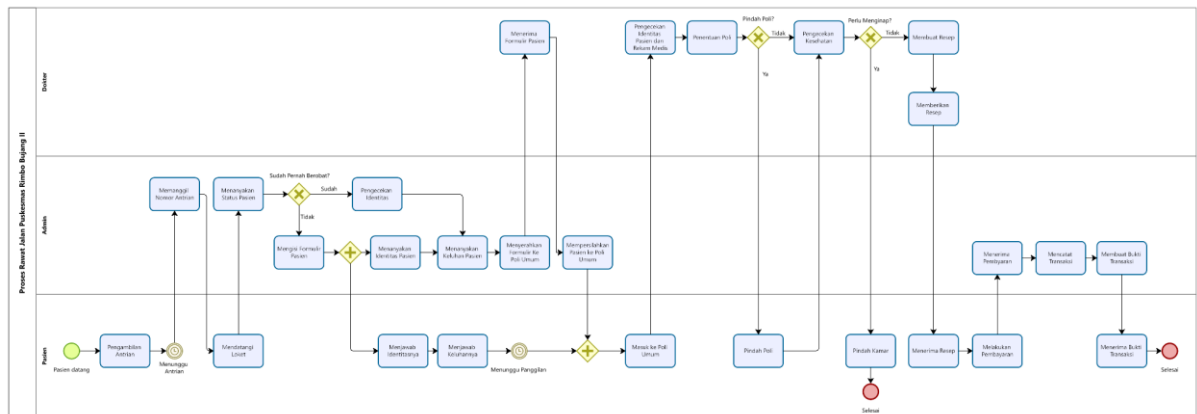 Proses Rawat Jalan Puskesmas Rimbo Bujang II
Dokter
Menerima
Formulir Pasien
Pengecekan
Identitas
Pasien dan
Rekam Medis
Penentuan Poli
Pindah Poli?
Tidak
Ya
Pengecekan
Kesehatan
Perlu Menginap?
Tidak
Ya
Membuat Resep
Memberikan
Resep
Admin
Memanggil
Nomor Antrian
Menanyakan
Status Pasien
Sudah Pernah Berobat?
Sudah
Tidak
Pengecekan
Identitas
Mengisi Formulir
Pasien
Menanyakan
Identitas Pasien
Menanyakan
Keluhan Pasien
Menyerahkan
Formulir Ke
Poli Umum
Mempersilahkan
Pasien ke Poli
Umum
Menerima
Pembayaran
Mencatat
Transaksi
Membuat Bukti
Transaksi
Pasien
Pasien datang
Pengambilan
Antrian
Menunggu
Antrian
Mendatangi
Loket
Menjawab
Identitasnya
Menjawab
Keluhannya
Menunggu Panggilan
Masuk ke Poli
Umum
Pindah Poli
Pindah Kamar
Selesai
Menerima Resep
Melakukan
Pembayaran
Menerima Bukti
Transaksi
Selesai